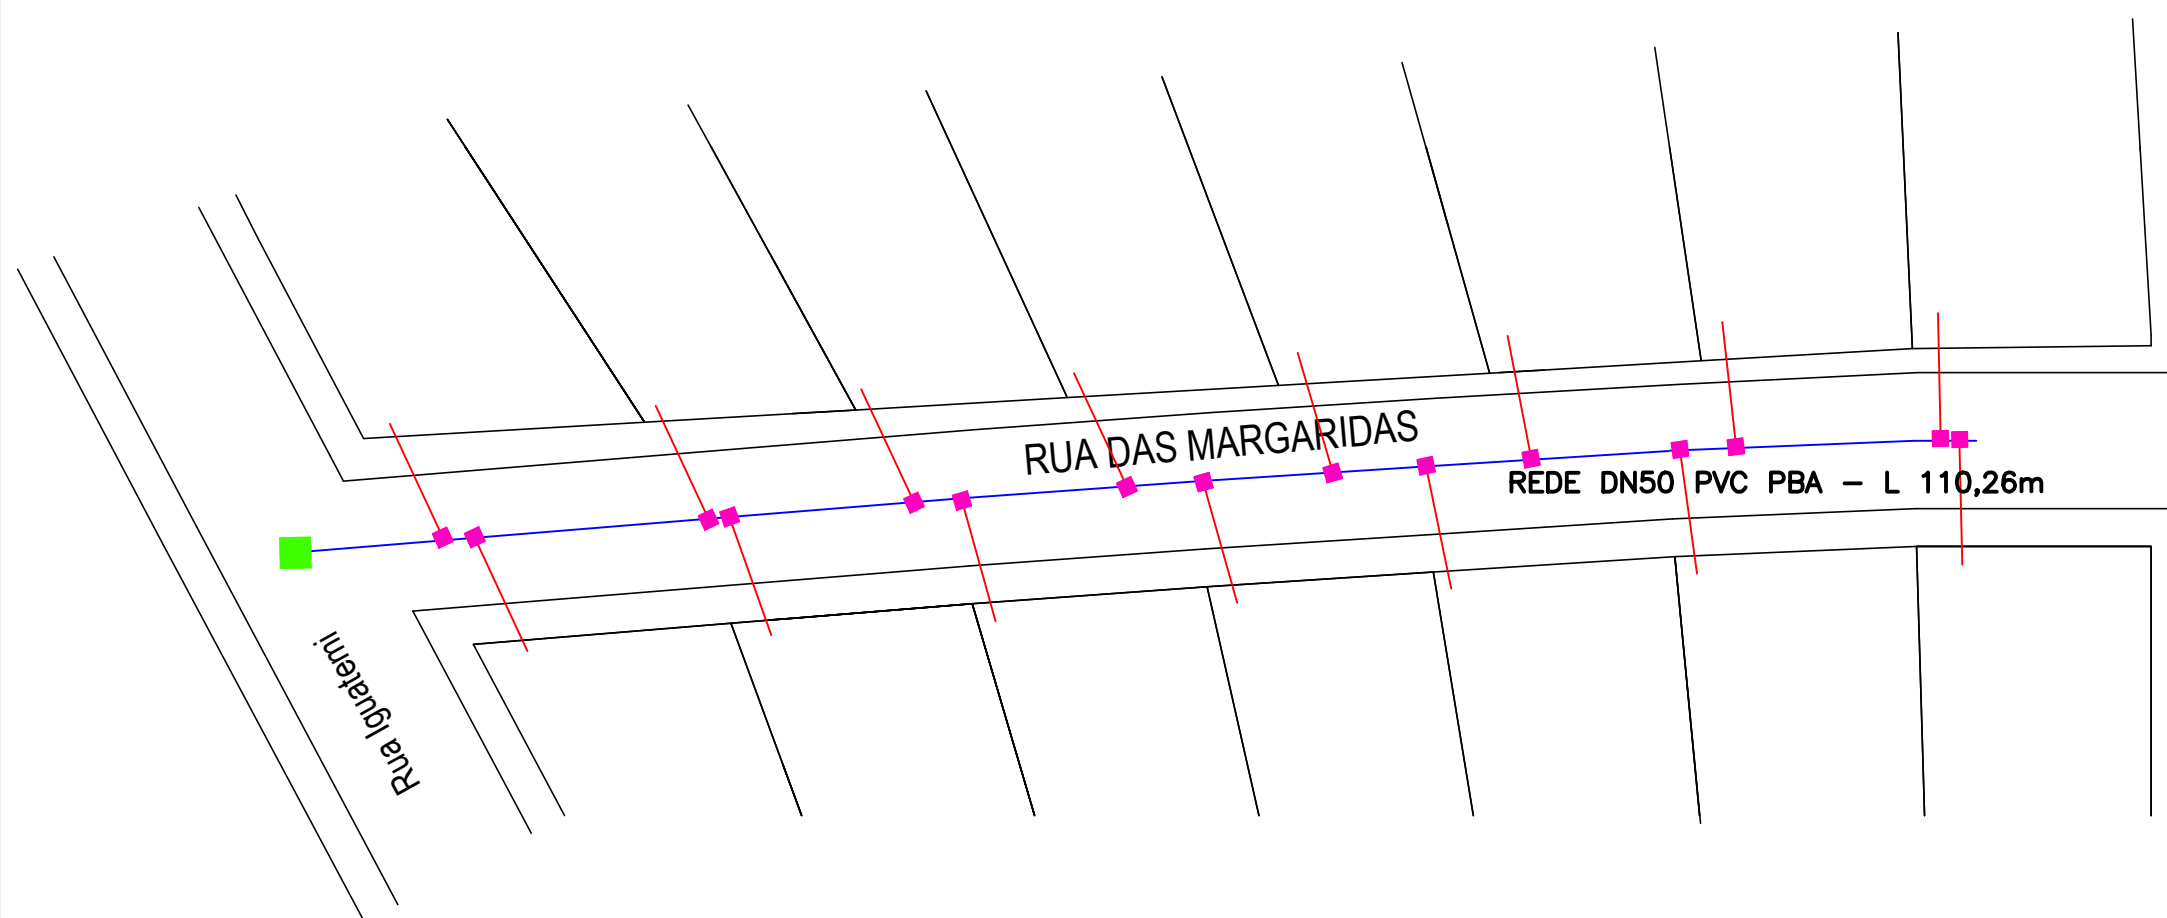 RUA DAS MARGARIDAS
REDE DN50 PVC PBA - L 110,26m
Rua Iguatemi